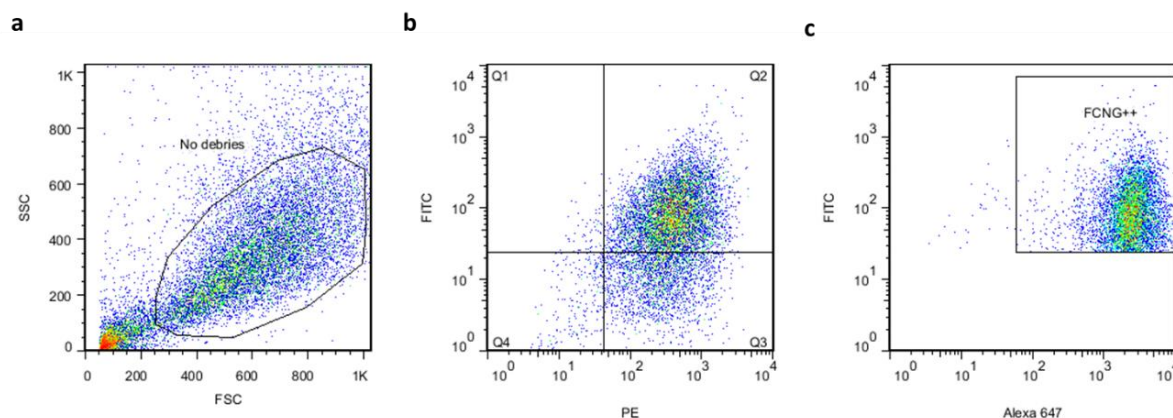 a
1K
800
600
400
200
0
SSC
No debries
0 200 400 600 800 1K
FSC
b
10^4
10^3
10^2
10^1
10^0
FITC
Q1 Q2
Q4 Q3
10^0 10^1 10^2 10^3 10^4
PE
c
10^4
10^3
10^2
10^1
10^0
FITC
FCNG++
10^0 10^1 10^2 10^3 10
Alexa 647